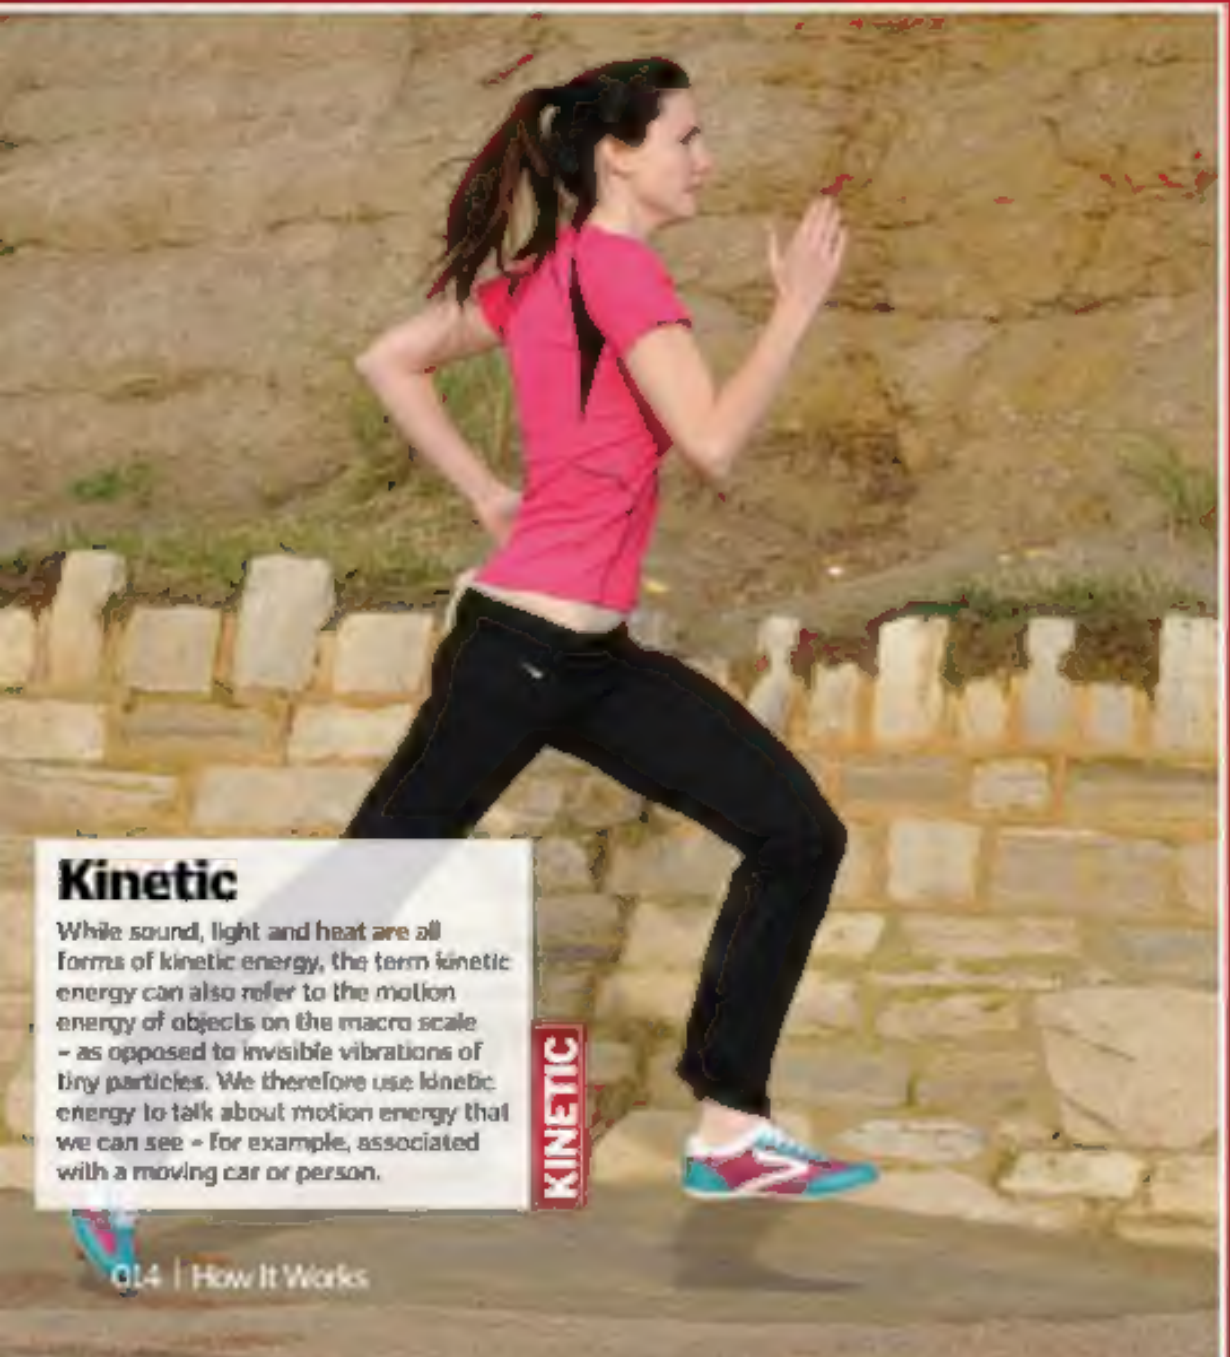 Kinetic
While sound, light and heat are all
forms of kinetic energy, the term kinetic
energy can also refer to the motion
energy of objects on the macro scale
– as opposed to invisible vibrations of
tiny particles. We therefore use kinetic
energy to talk about motion energy that
we can see – for example, associated
with a moving car or person.
KINETIC
014 | How It Works